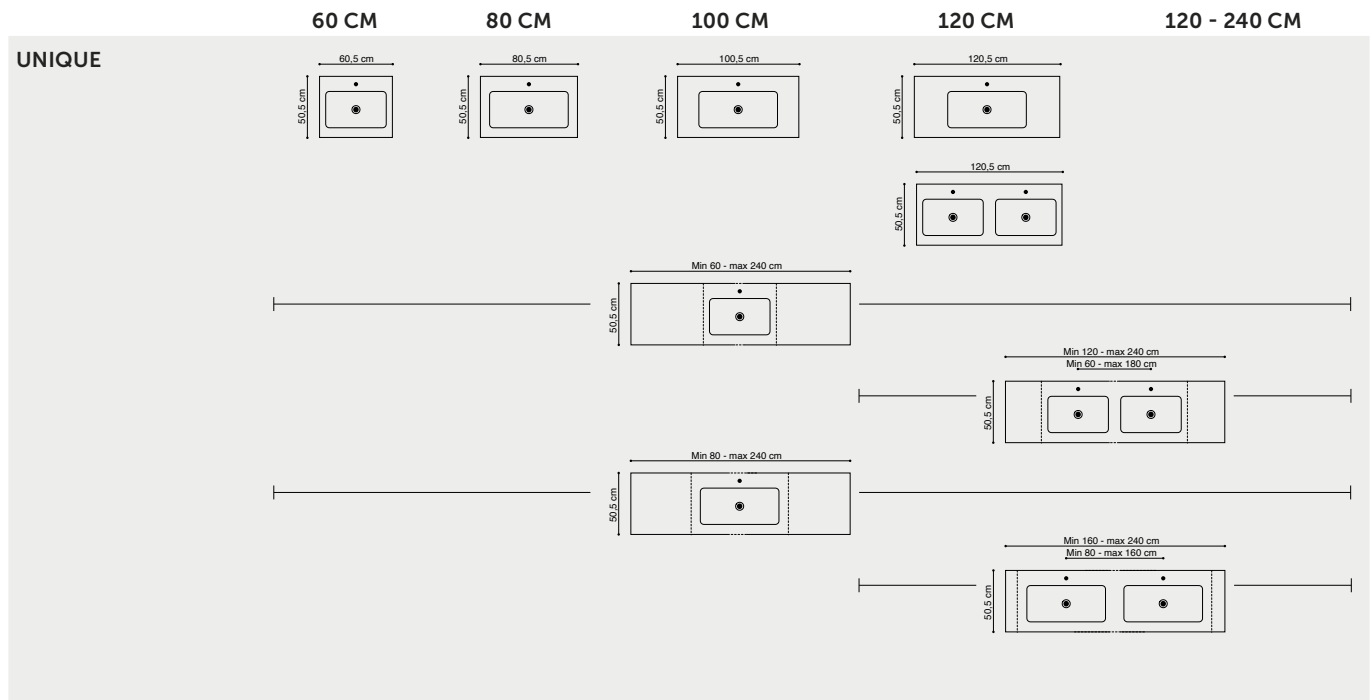 60 CM 80 CM 100 CM 120 CM 120 - 240 CM
UNIQUE
60,5 cm 80,5 cm 100,5 cm 120,5 cm
50,5 cm 50,5 cm 50,5 cm 50,5 cm
120,5 cm
50,5 cm
Min 60 - max 240 cm
50,5 cm
Min 120 - max 240 cm
Min 60 - max 180 cm
50,5 cm
Min 80 - max 240 cm
50,5 cm
Min 160 - max 240 cm
Min 80 - max 160 cm
50,5 cm